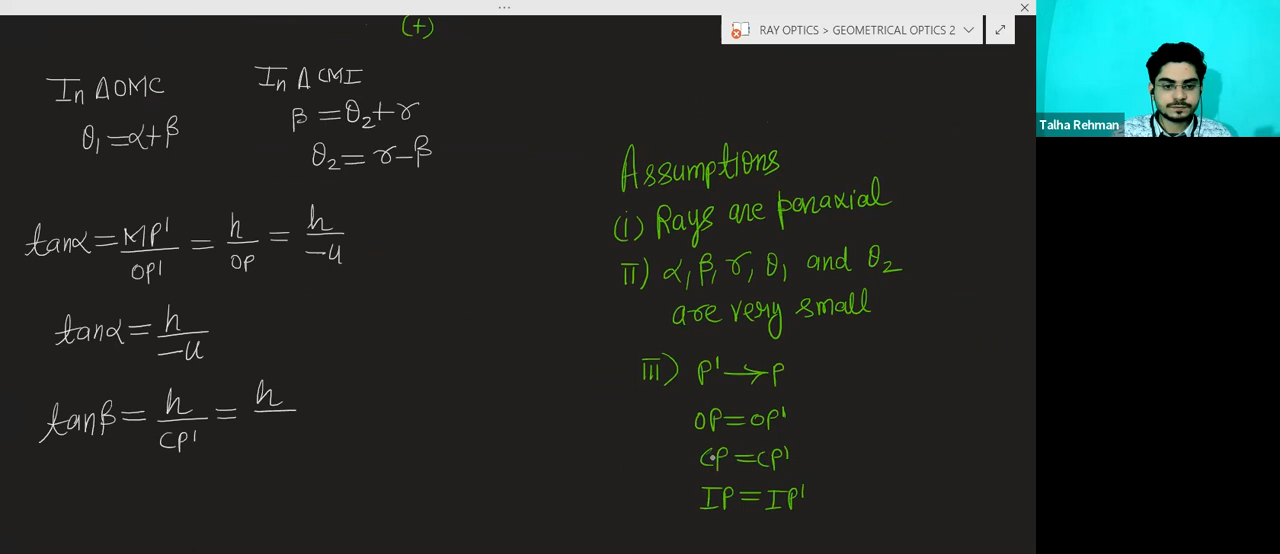 (+)
RAY OPTICS > GEOMETRICAL OPTICS 2
Talha Rehman
In ΔOMC
θ₁=α+β
In ΔCMI
β=θ₂+r
θ₂=r-β
tanα=MP'/OP' = h/OP = h/-u
tanα=h/-u
tanβ=h/CP' = h/
Assumptions
(i) Rays are paraxial
II) α, β, r, θ₁ and θ₂
are very small
III) P'→P
OP=OP'
CP=CP'
IP=IP'